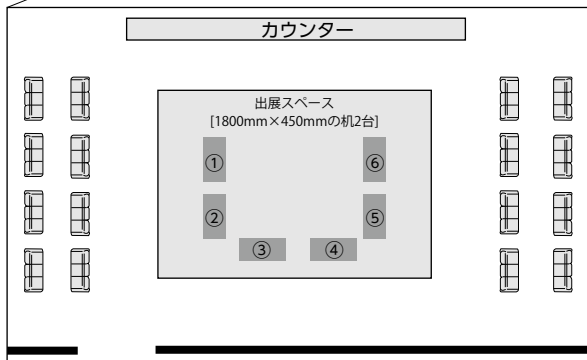 カウンター
出展スペース
[1800mm×450mmの机2台]
① ⑥
② ⑤
③ ④